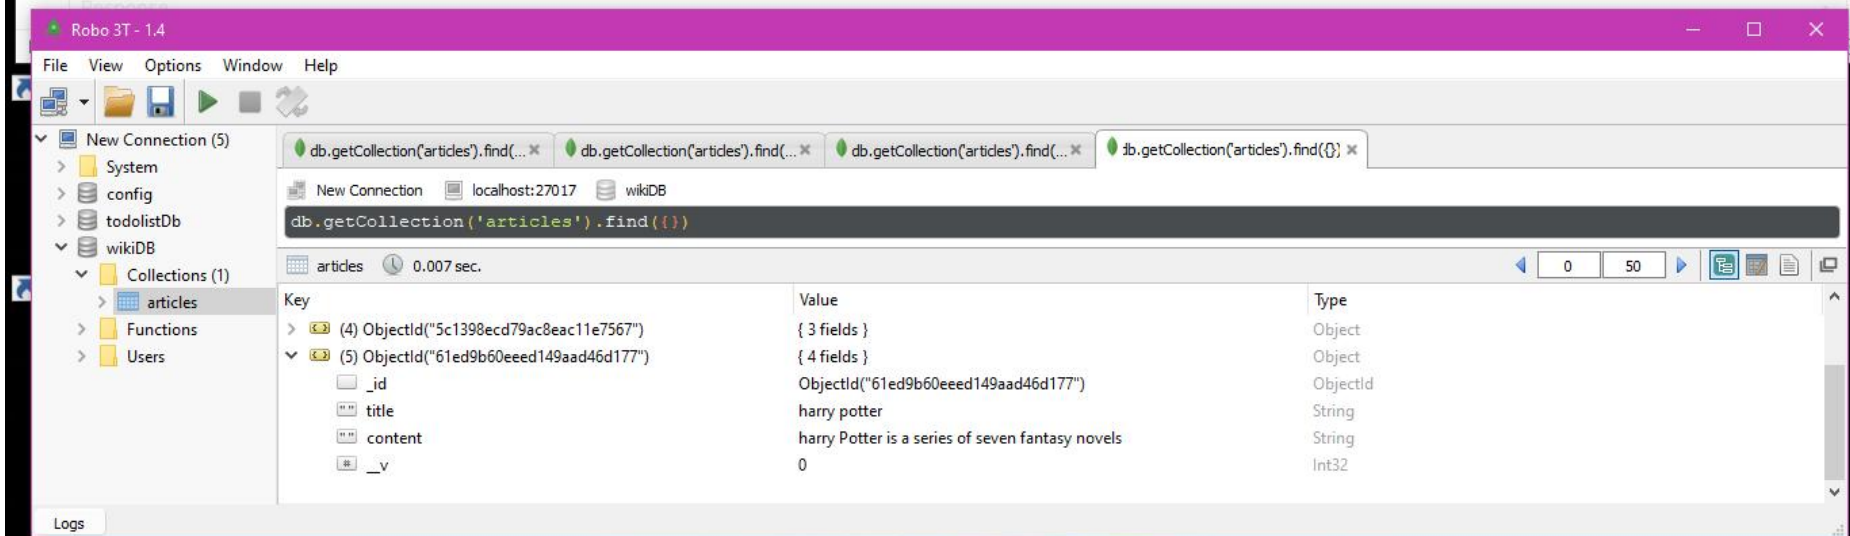 Response
Robo 3T - 1.4
File View Options Window Help
New Connection (5)
System
config
todolistDb
wikiDB
Collections (1)
articles
Functions
Users
db.getCollection('articles').find(... db.getCollection('articles').find(... db.getCollection('articles').find(... db.getCollection('articles').find({})
New Connection localhost:27017 wikiDB
db.getCollection('articles').find({})
articles 0.007 sec. 0 50
Key Value Type
(4) ObjectId("5c1398ecd79ac8eac11e7567") { 3 fields } Object
(5) ObjectId("61ed9b60eeed149aad46d177") { 4 fields } Object
_id ObjectId("61ed9b60eeed149aad46d177") ObjectId
"" title harry potter String
"" content harry Potter is a series of seven fantasy novels String
# __v 0 Int32
Logs